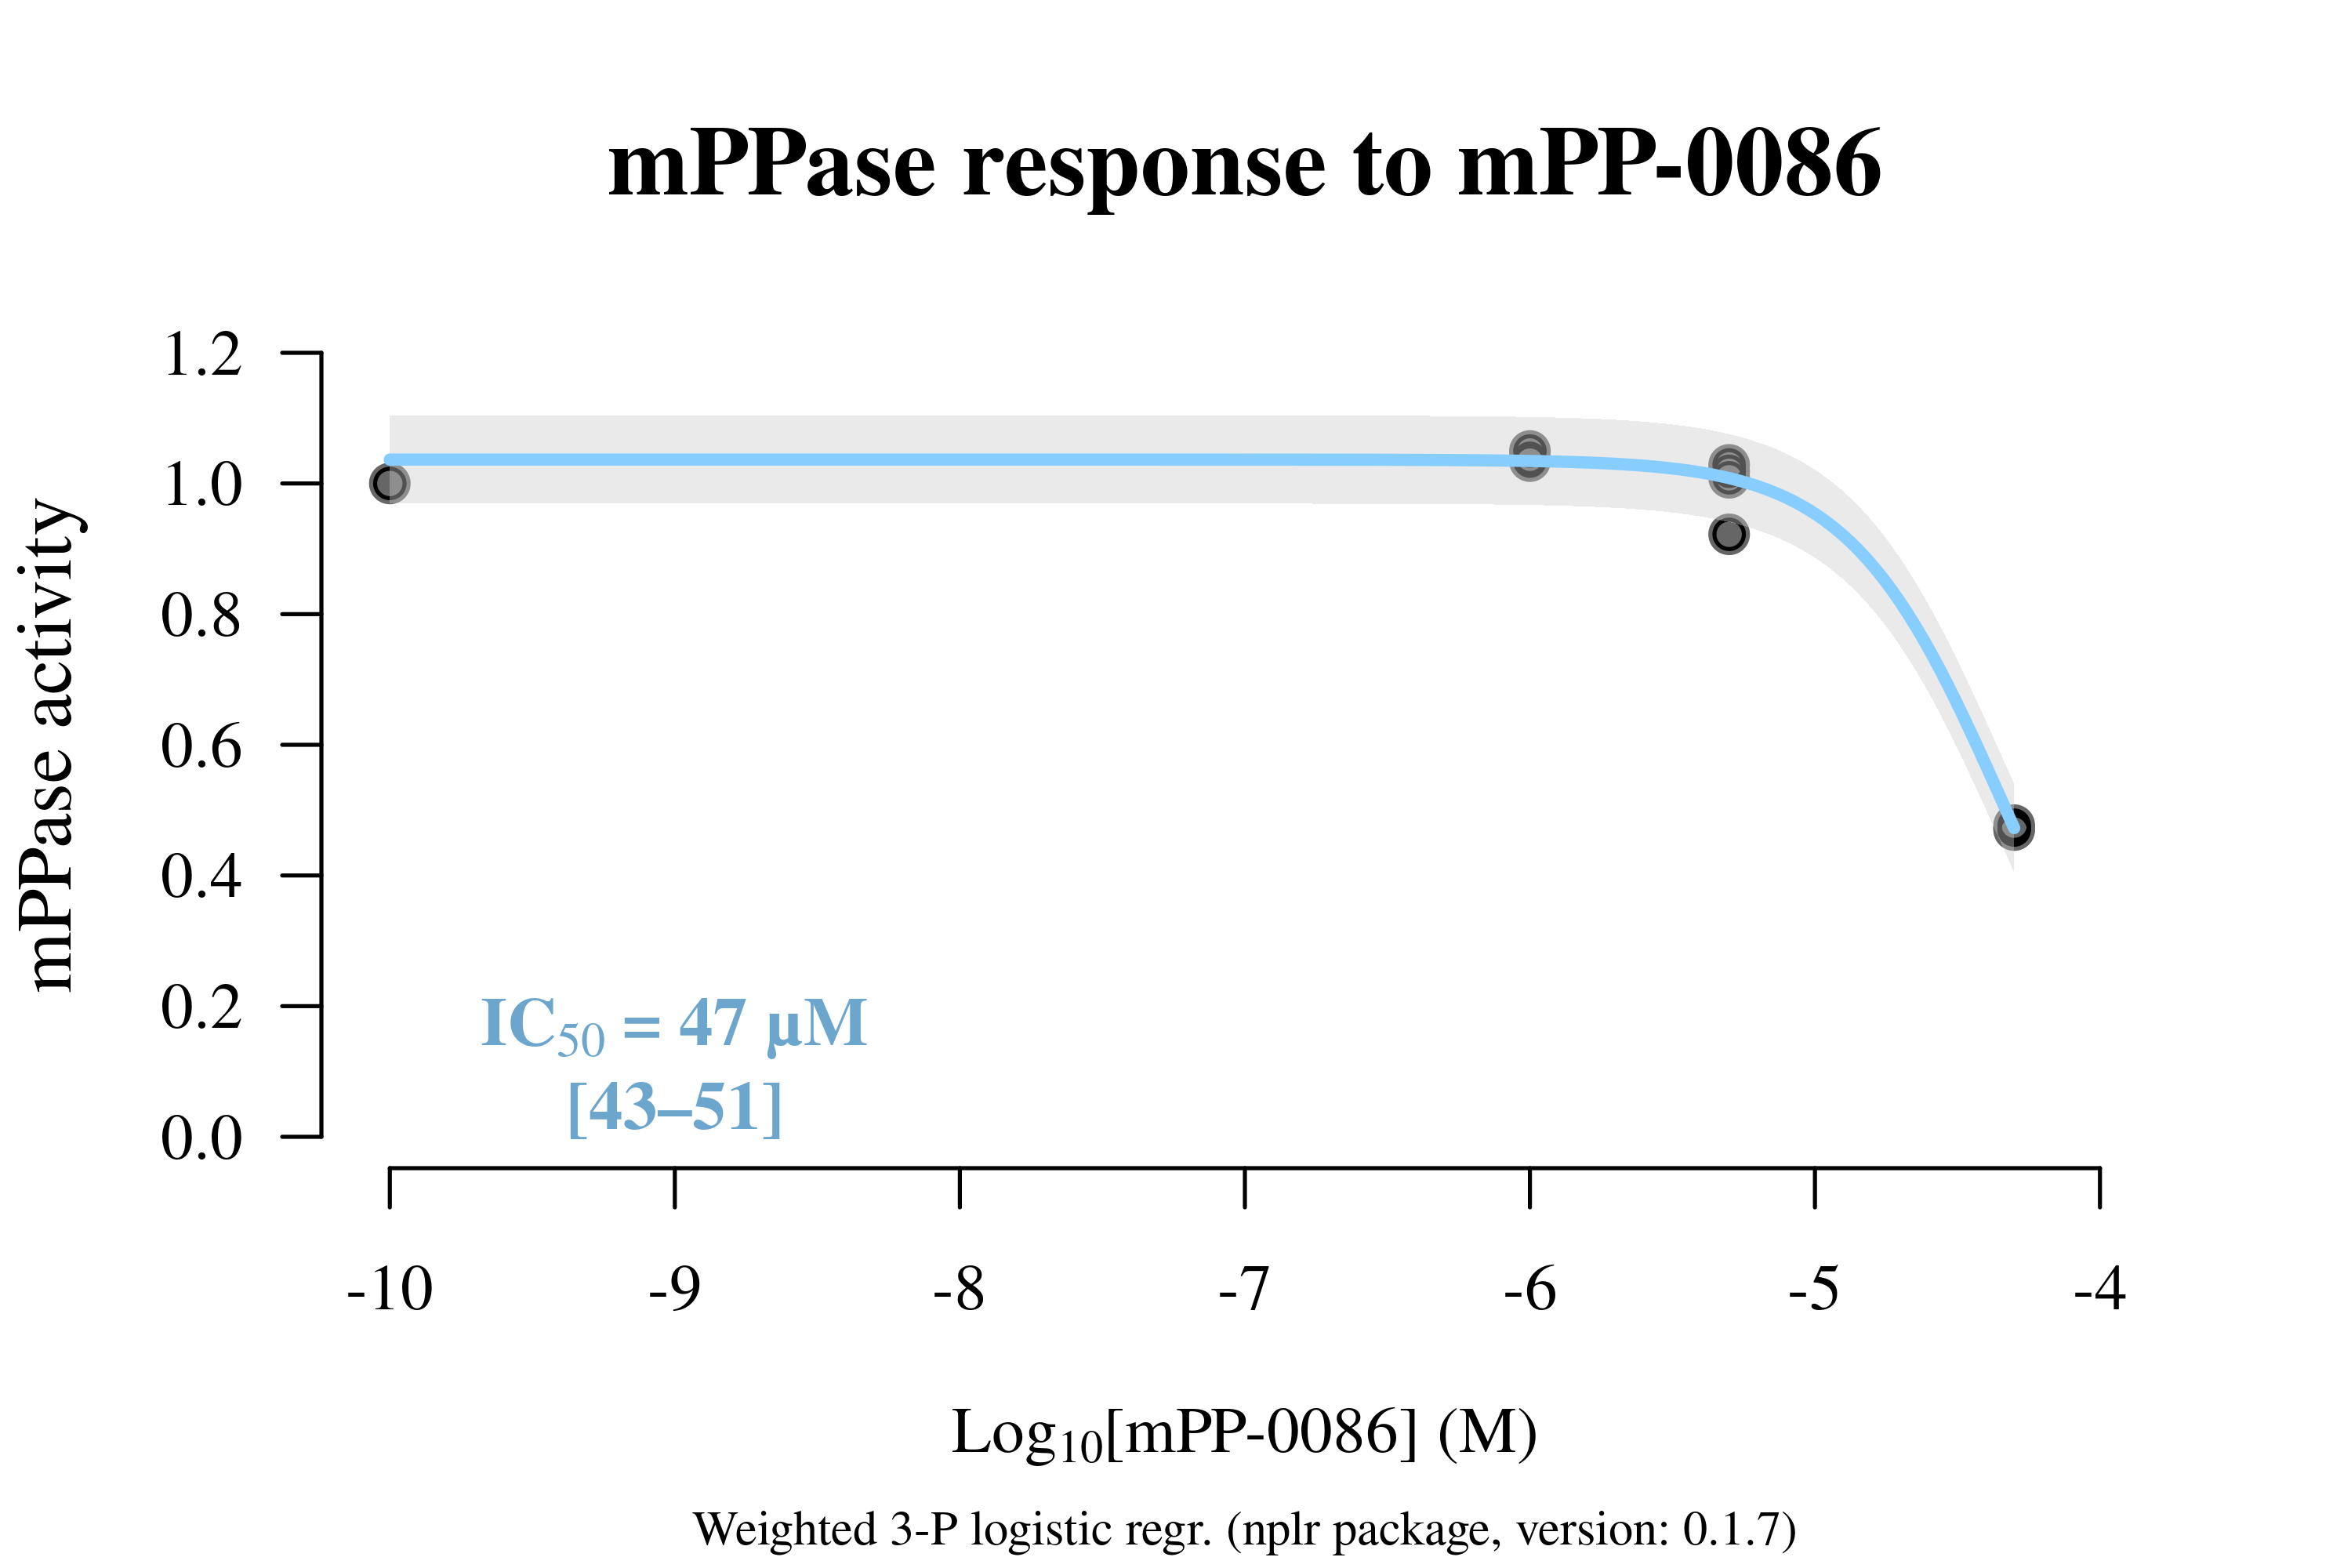 mPPase response to mPP-0086
mPPase activity
1.2
1.0
0.8
0.6
0.4
0.2
0.0
IC50 = 47 µM
[43–51]
-10 -9 -8 -7 -6 -5 -4
Log10[mPP-0086] (M)
Weighted 3-P logistic regr. (nplr package, version: 0.1.7)